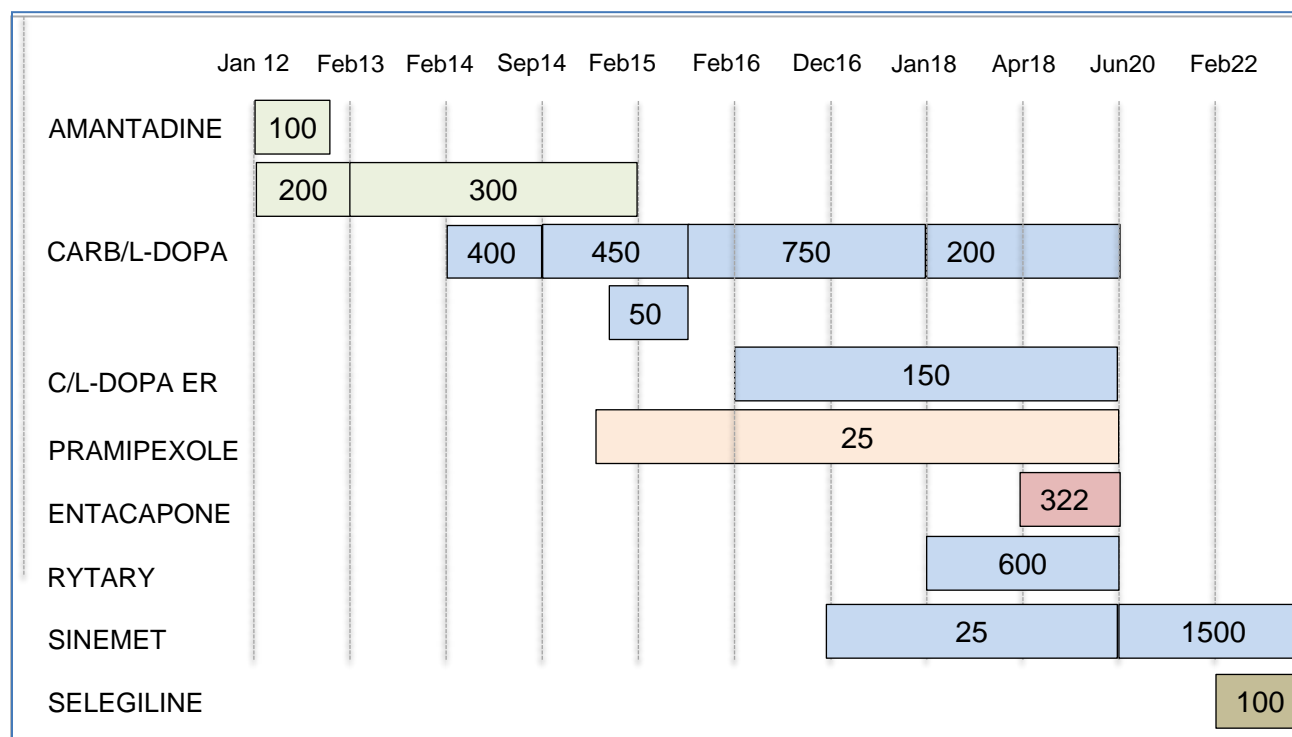 Jan 12 Feb13 Feb14 Sep14 Feb15 Feb16 Dec16 Jan18 Apr18 Jun20 Feb22
AMANTADINE 100
200 300
CARB/L-DOPA 400 450 750 200
50
C/L-DOPA ER 150
PRAMIPEXOLE 25
ENTACAPONE 322
RYTARY 600
SINEMET 25 1500
SELEGILINE 100